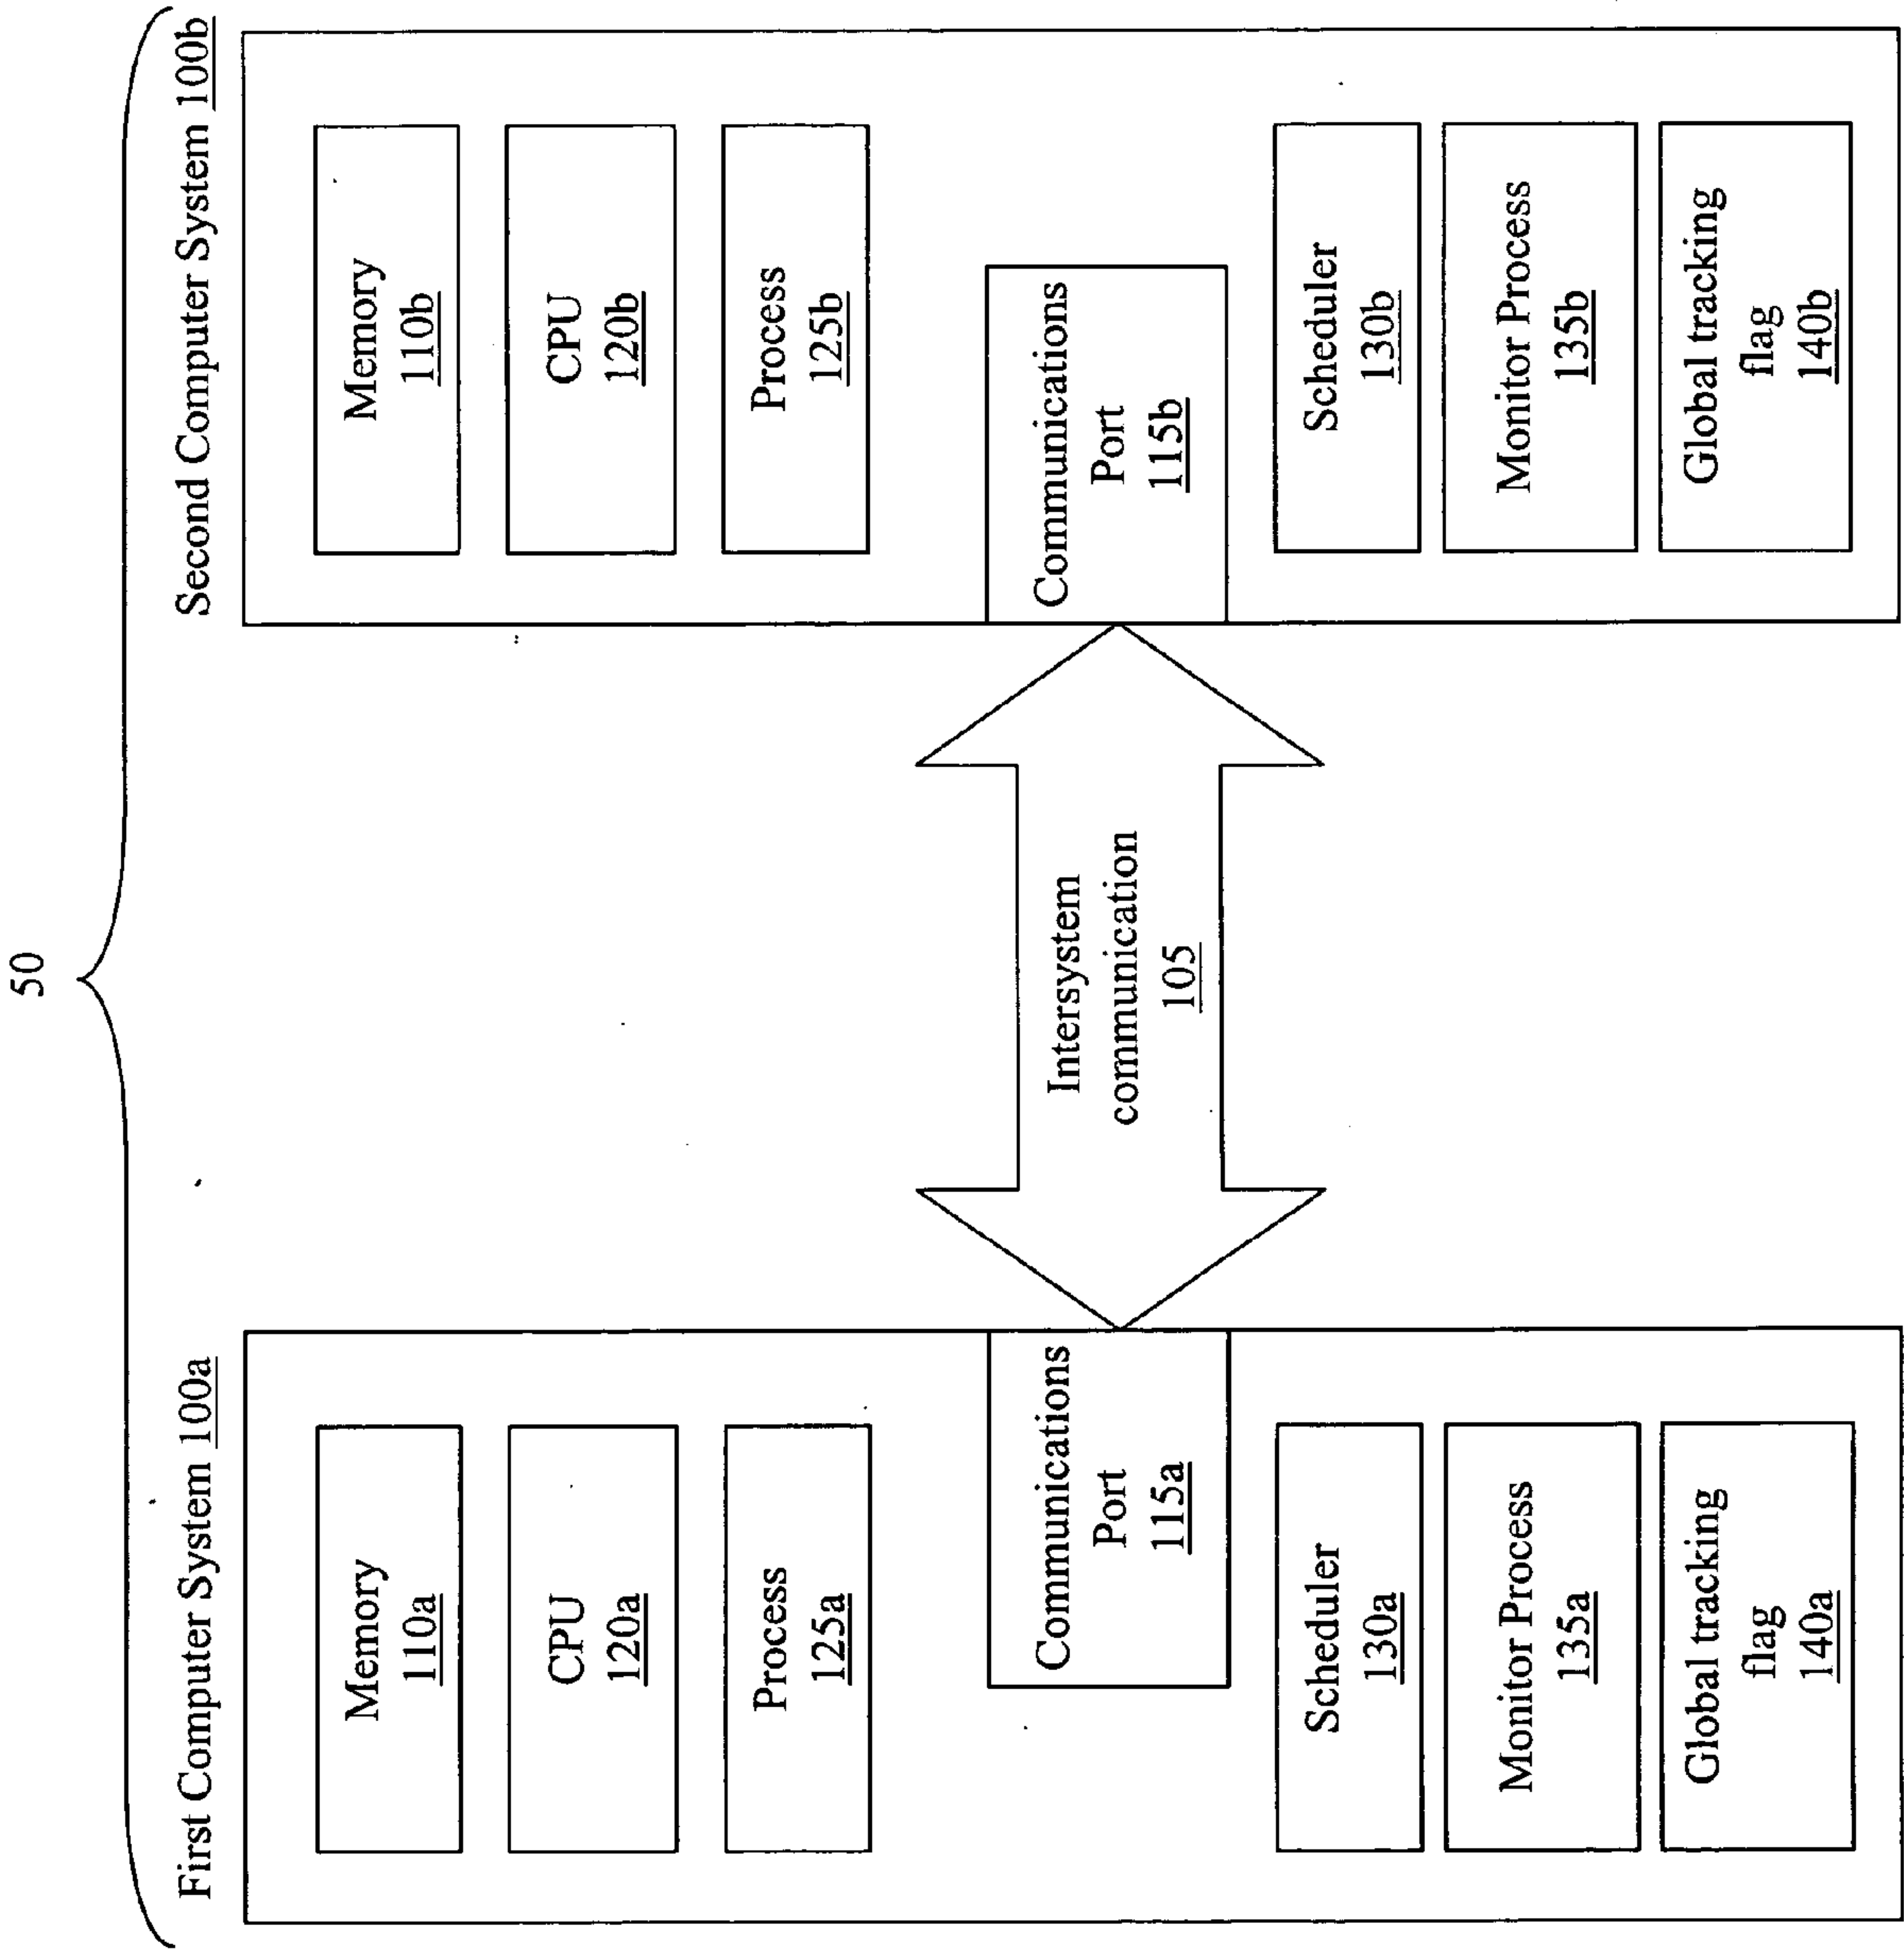 50
First Computer System 100a
Memory
110a
CPU
120a
Process
125a
Communications
Port
115a
Scheduler
130a
Monitor Process
135a
Global tracking
flag
140a
Intersystem
communication
105
Second Computer System 100b
Memory
110b
CPU
120b
Process
125b
Communications
Port
115b
Scheduler
130b
Monitor Process
135b
Global tracking
flag
140b